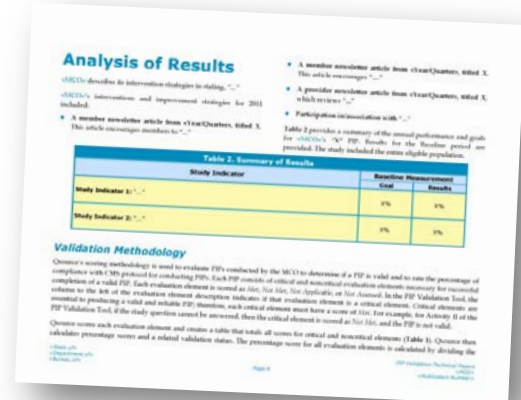 Analysis of Results
«MCO» describes its intervention strategies in stating, "..."
«MCO»'s interventions and improvement strategies for 2011
included:
• A member newsletter article from «Year/Quarter», titled X.
This article encourages members to "..."
• A member newsletter article from «Year/Quarter», titled X.
This article encourages "..."
• A provider newsletter article from «Year/Quarter», titled X,
which reviews "..."
• Participation in/association with "..."
Table 2 provides a summary of the annual performance and goals
for «MCO»'s "X" PIP. Results for the Baseline period are
provided. The study included the entire eligible population.
Table 2. Summary of Results
Study Indicator
Baseline Measurement
Goal
Results
Study Indicator 1: "..."
X%
X%
Study Indicator 2: "..."
X%
X%
Validation Methodology
Qsource's scoring methodology is used to evaluate PIPs conducted by the MCO to determine if a PIP is valid and to rate the percentage of
compliance with CMS protocol for conducting PIPs. Each PIP consists of critical and noncritical evaluation elements necessary for successful
completion of a valid PIP. Each evaluation element is scored as Met, Not Met, Not Applicable, or Not Assessed. In the PIP Validation Tool, the
column to the left of the evaluation element description indicates if that evaluation element is a critical element. Critical elements are
essential to producing a valid and reliable PIP; therefore, each critical element must have a score of Met. For example, for Activity II of the
PIP Validation Tool, if the study question cannot be answered, then the critical element is scored as Not Met, and the PIP is not valid.
Qsource scores each evaluation element and creates a table that totals all scores for critical and noncritical elements (Table 3). Qsource then
calculates percentage scores and a related validation status. The percentage score for all evaluation elements is calculated by dividing the
«State of»
«Department of»
«Bureau of»
Page 8
PIP Validation Technical Papers
«MCO»
«Publication Number»